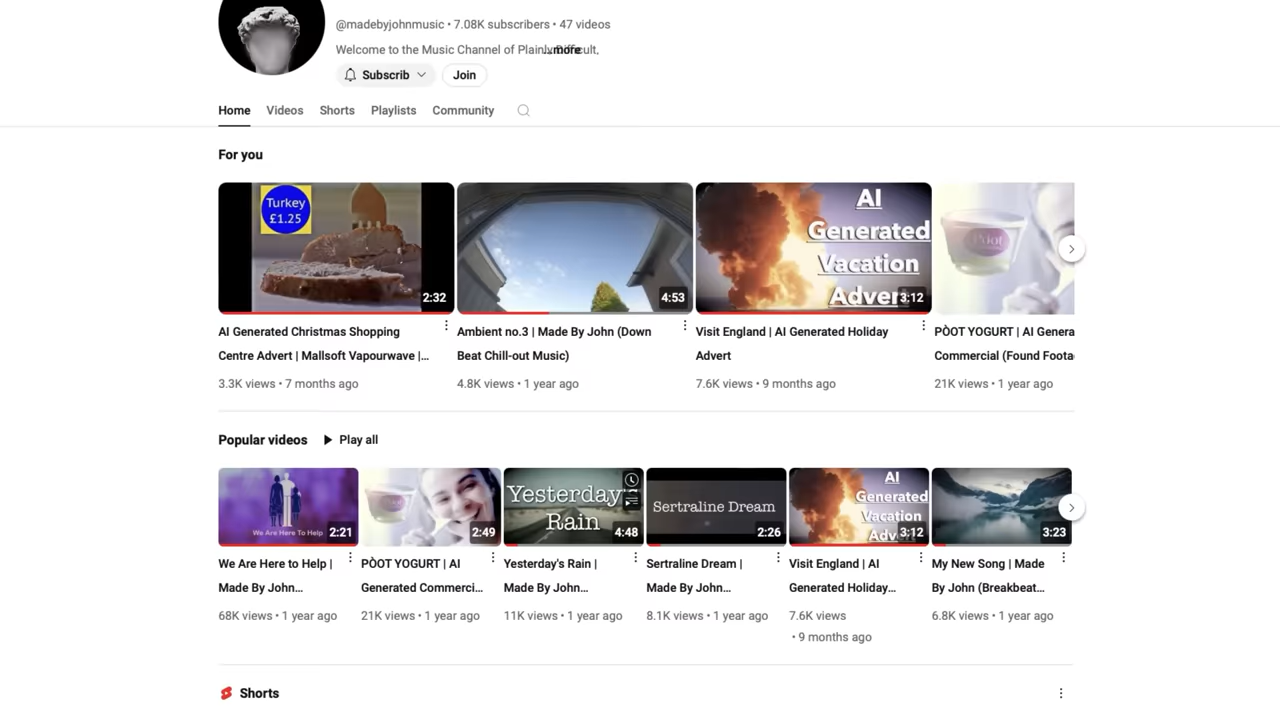 @madebyjohnmusic • 7.08K subscribers • 47 videos
Welcome to the Music Channel of Plainly Difficult, ...more
Subscrib
Join
Home Videos Shorts Playlists Community
For you
Turkey
£1.25
2:32
4:53
AI
Generated
Vacation
Advert
3:12
Pòot
AI Generated Christmas Shopping
Centre Advert | Mallsoft Vapourwave |...
3.3K views • 7 months ago
Ambient no.3 | Made By John (Down
Beat Chill-out Music)
4.8K views • 1 year ago
Visit England | AI Generated Holiday
Advert
7.6K views • 9 months ago
PÒOT YOGURT | AI Genera
Commercial (Found Foota
21K views • 1 year ago
Popular videos Play all
We Are Here To Help
2:21
2:49
Yesterday's
Rain
4:48
Sertraline Dream
2:26
AI
Generated
Vacation
Adv
3:12
3:23
We Are Here to Help |
Made By John...
68K views • 1 year ago
PÒOT YOGURT | AI
Generated Commerci...
21K views • 1 year ago
Yesterday's Rain |
Made By John...
11K views • 1 year ago
Sertraline Dream |
Made By John...
8.1K views • 1 year ago
Visit England | AI
Generated Holiday...
7.6K views
• 9 months ago
My New Song | Made
By John (Breakbeat...
6.8K views • 1 year ago
Shorts